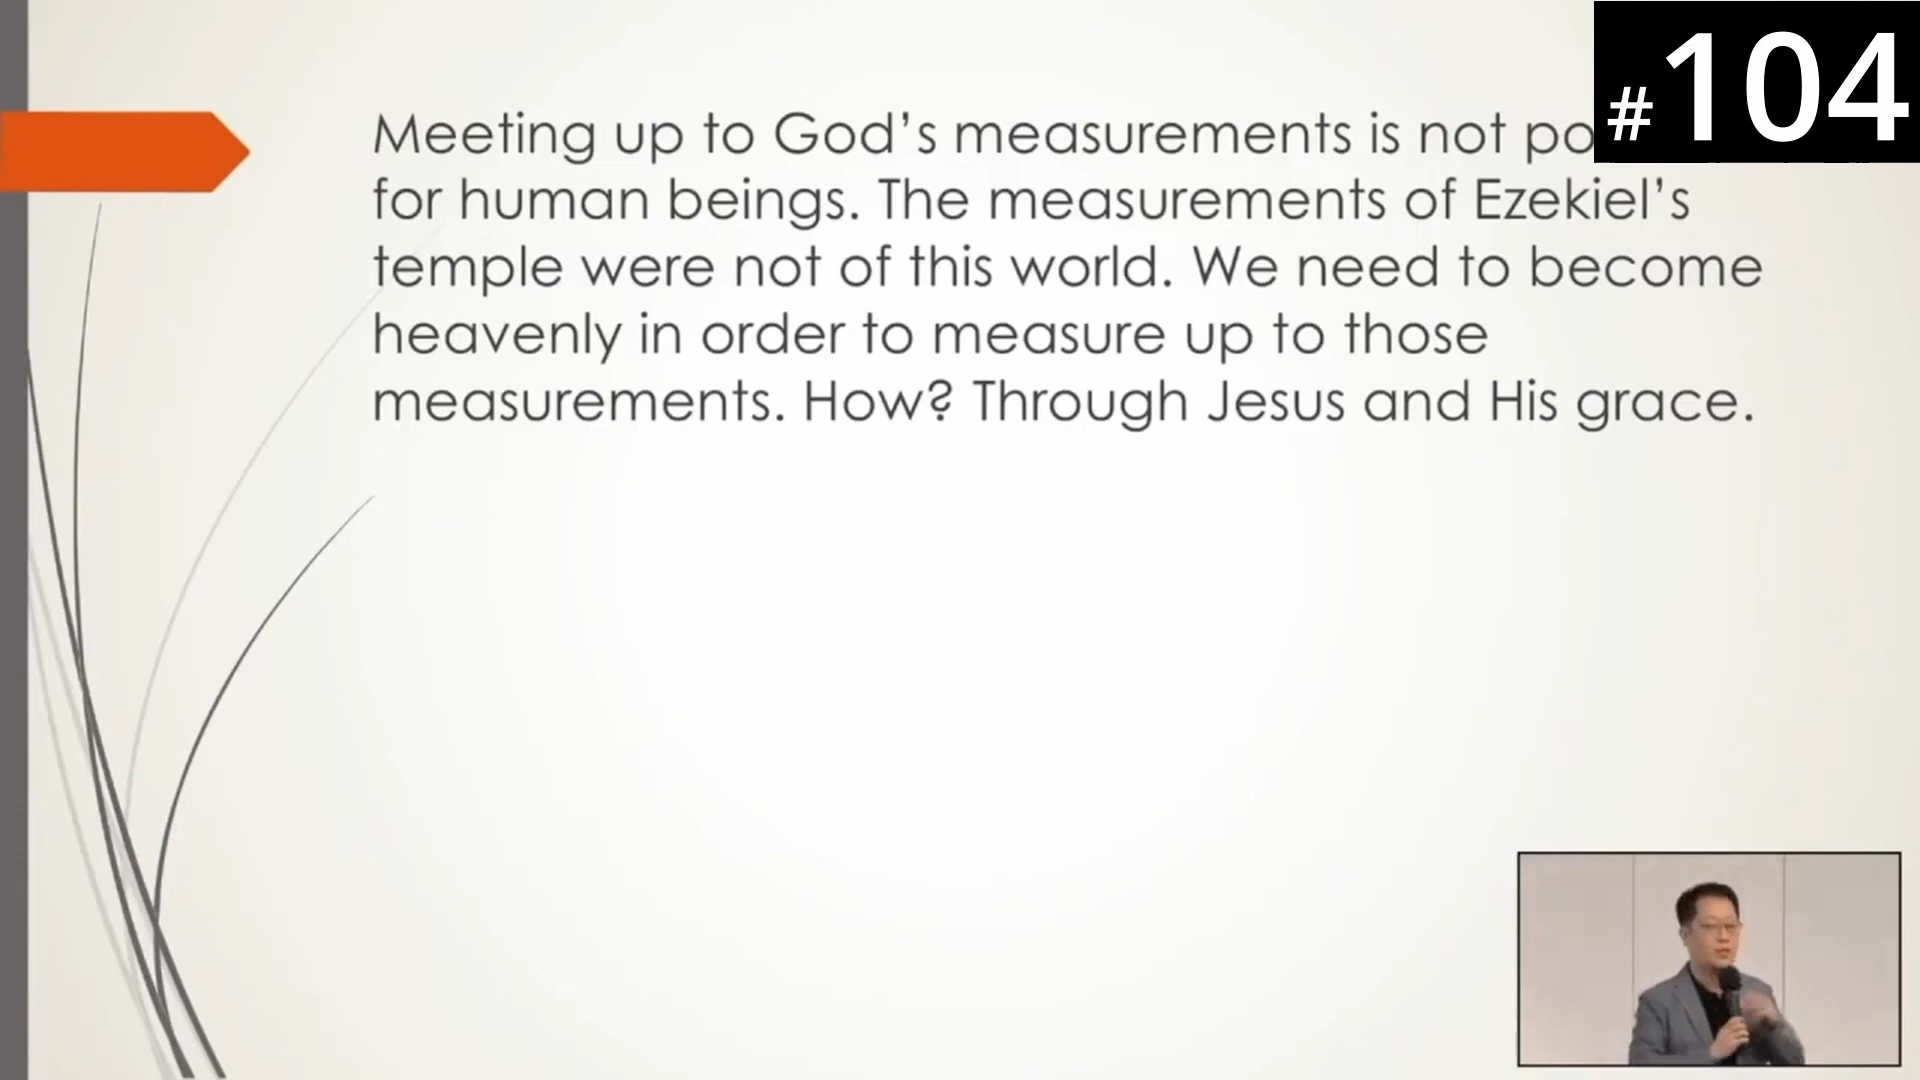 #104
Meeting up to God's measurements is not
for human beings. The measurements of Ezekiel's
temple were not of this world. We need to become
heavenly in order to measure up to those
measurements. How? Through Jesus and His grace.